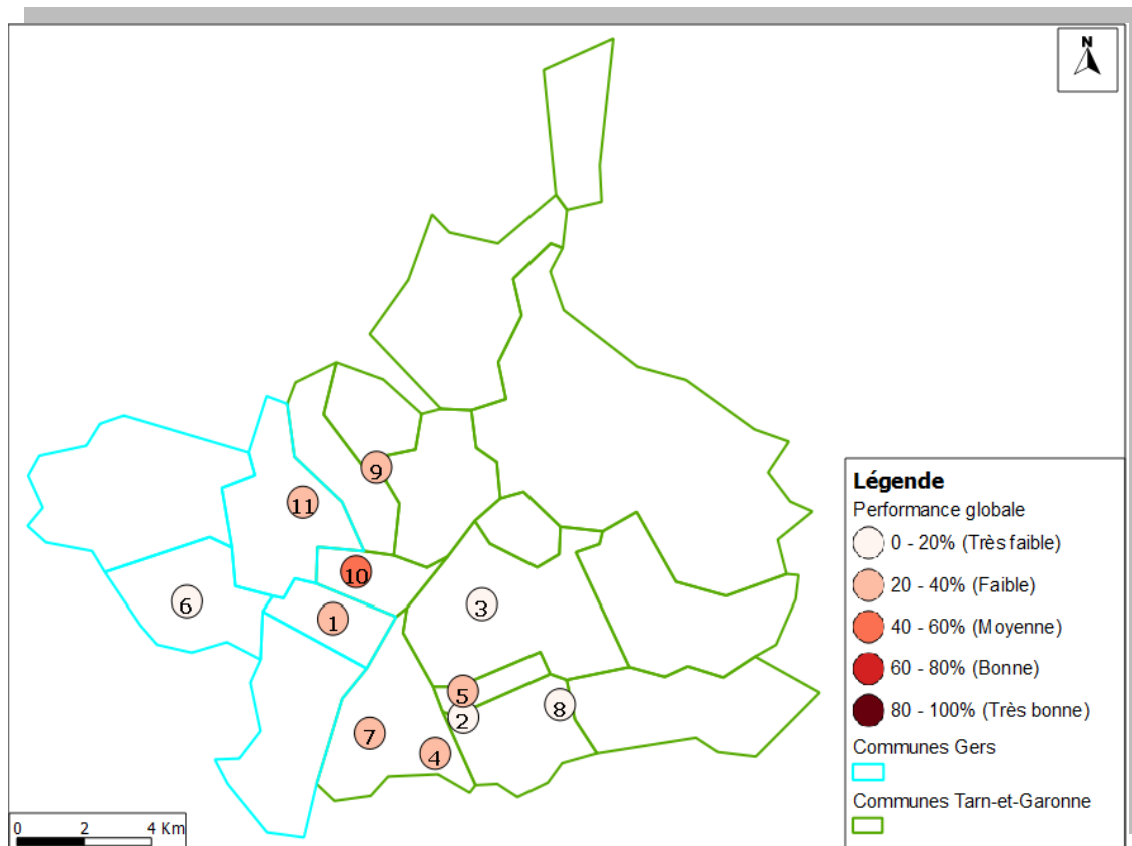 N
9
11
10
6
3
1
5
8
2
7
4
Légende
Performance globale
0 - 20% (Très faible)
20 - 40% (Faible)
40 - 60% (Moyenne)
60 - 80% (Bonne)
80 - 100% (Très bonne)
Communes Gers
Communes Tarn-et-Garonne
0 2 4 Km